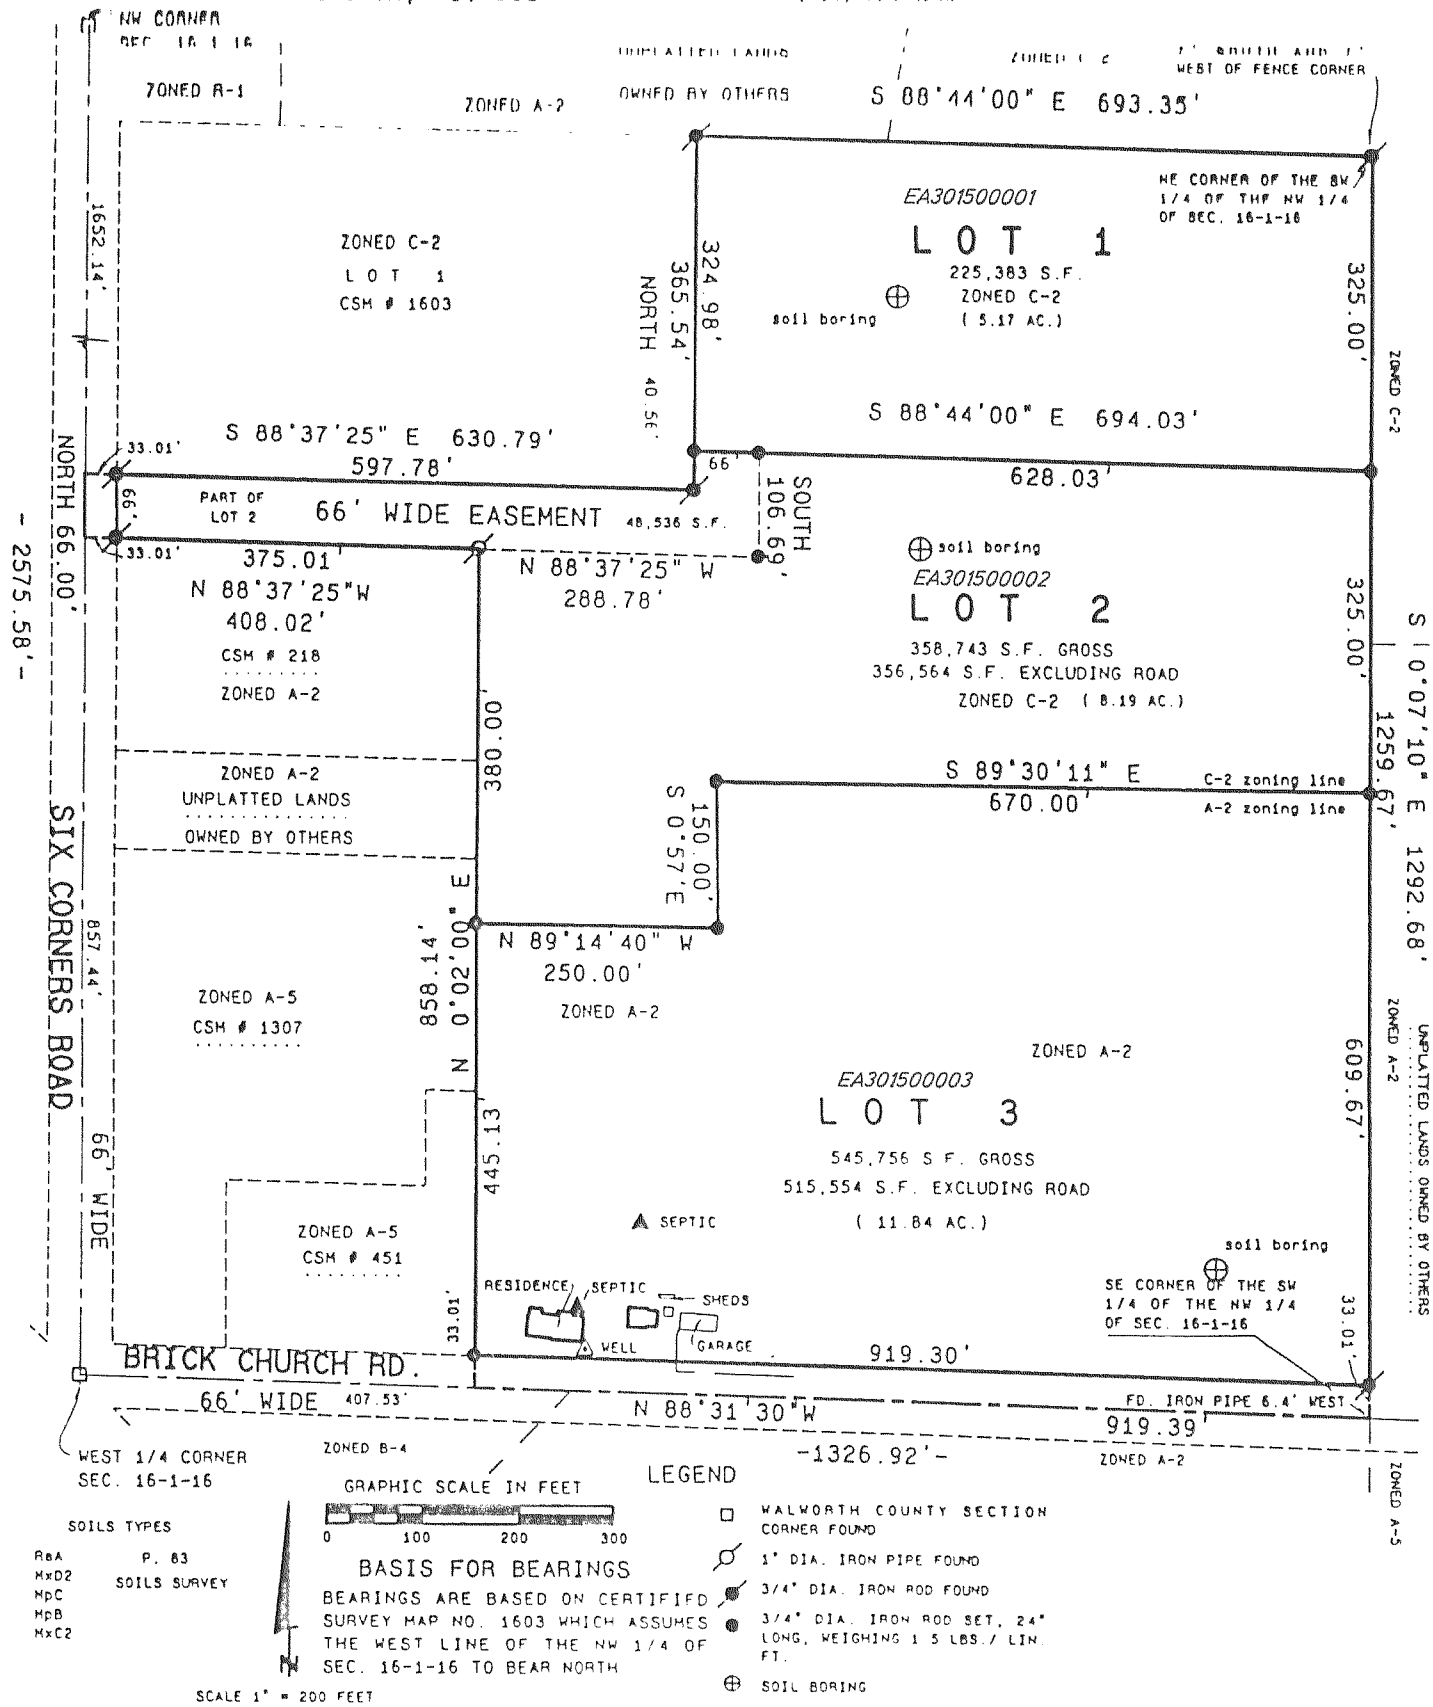 NW CORNER
ZONED R-1
ZONED A-2
OWNED BY OTHERS
WEST OF FENCE CORNER
S 88°44'00" E 693.35'
NE CORNER OF THE SW
1/4 OF THE NW 1/4
OF SEC. 16-1-16
EA301500001
LOT 1
225,383 S.F.
ZONED C-2
( 5.17 AC.)
soil boring
1652.14'
ZONED C-2
LOT 1
CSM # 1603
324.98'
365.54'
NORTH 40.56'
325.00'
ZONED C-2
S 88°44'00" E 694.03'
628.03'
66'
S 88°37'25" E 630.79'
597.78'
33.01'
NORTH 66.00'
66'
PART OF
LOT 2
66' WIDE EASEMENT 48,536 S.F.
SOUTH
106.69'
33.01'
375.01'
N 88°37'25"W
408.02'
CSM # 218
ZONED A-2
N 88°37'25" W
288.78'
soil boring
EA301500002
LOT 2
358,743 S.F. GROSS
356,564 S.F. EXCLUDING ROAD
ZONED C-2 ( 8.19 AC.)
325.00'
- 2575.58'-
S 0°07'10" E 1292.68'
1259.67'
380.00'
ZONED A-2
UNPLATTED LANDS
OWNED BY OTHERS
S 89°30'11" E
670.00'
C-2 zoning line
A-2 zoning line
150.00'
S 0°57'E
N 89°14'40" W
250.00'
ZONED A-2
858.14'
N 0°02'00" E
SIX CORNERS ROAD
857.44'
66' WIDE
ZONED A-5
CSM # 1307
445.13
ZONED A-2
EA301500003
LOT 3
545,756 S F. GROSS
515,554 S.F. EXCLUDING ROAD
( 11.84 AC.)
609.67'
ZONED A-2
UNPLATTED LANDS OWNED BY OTHERS
ZONED A-5
CSM # 451
SEPTIC
soil boring
SE CORNER OF THE SW
1/4 OF THE NW 1/4
OF SEC. 16-1-16
33.01'
33.01'
RESIDENCE
SEPTIC
SHEDS
WELL
GARAGE
919.30'
BRICK CHURCH RD.
66' WIDE 407.53'
N 88°31'30"W
FD. IRON PIPE 6.4' WEST
919.39'
-1326.92'-
WEST 1/4 CORNER
SEC. 16-1-16
ZONED B-4
ZONED A-2
ZONED A-5
GRAPHIC SCALE IN FEET
0 100 200 300
BASIS FOR BEARINGS
BEARINGS ARE BASED ON CERTIFIED
SURVEY MAP NO. 1603 WHICH ASSUMES
THE WEST LINE OF THE NW 1/4 OF
SEC. 16-1-16 TO BEAR NORTH
SOILS TYPES
RaA
MxD2
MpC
MpB
MxC2
P. 83
SOILS SURVEY
N
SCALE 1" = 200 FEET
LEGEND
WALWORTH COUNTY SECTION
CORNER FOUND
1" DIA. IRON PIPE FOUND
3/4" DIA. IRON ROD FOUND
3/4" DIA. IRON ROD SET, 24"
LONG, WEIGHING 1 5 LBS./ LIN.
FT.
SOIL BORING